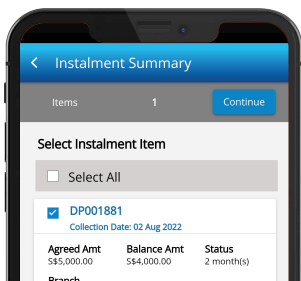 Instalment Summary
Items 1 Continue
Select Instalment Item
Select All
DP001881
Collection Date: 02 Aug 2022
Agreed Amt Balance Amt Status
S$5,000.00 S$4,000.00 2 month(s)
Branch